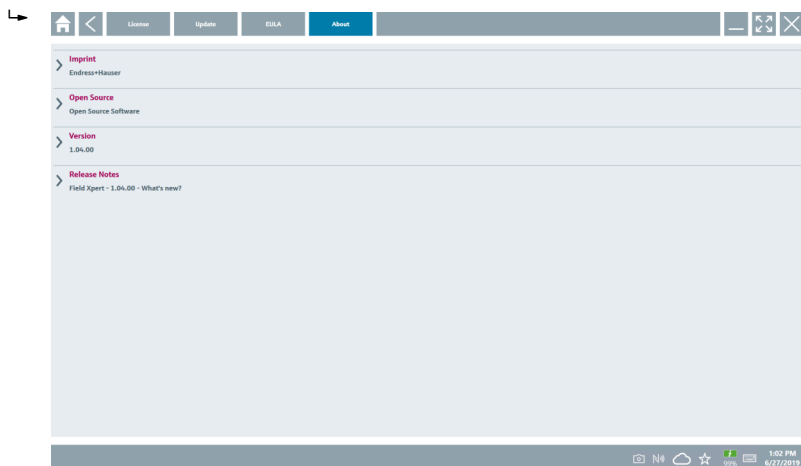 License Update EULA About
Imprint
Endress+Hauser
Open Source
Open Source Software
Version
1.04.00
Release Notes
Field Xpert - 1.04.00 - What's new?
99% 1:02 PM
6/27/2019